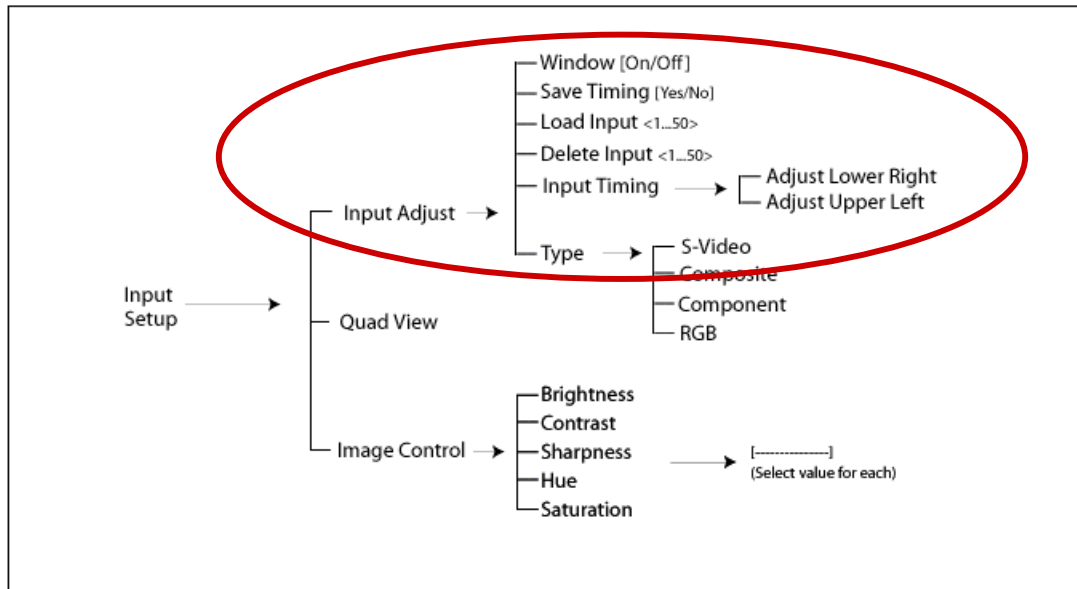 Window [On/Off]
Save Timing [Yes/No]
Load Input <1...50>
Delete Input <1...50>
Input Timing
Adjust Lower Right
Adjust Upper Left
Input Adjust
Type
S-Video
Composite
Component
RGB
Input
Setup
Quad View
Image Control
Brightness
Contrast
Sharpness
Hue
Saturation
[---------------]
(Select value for each)